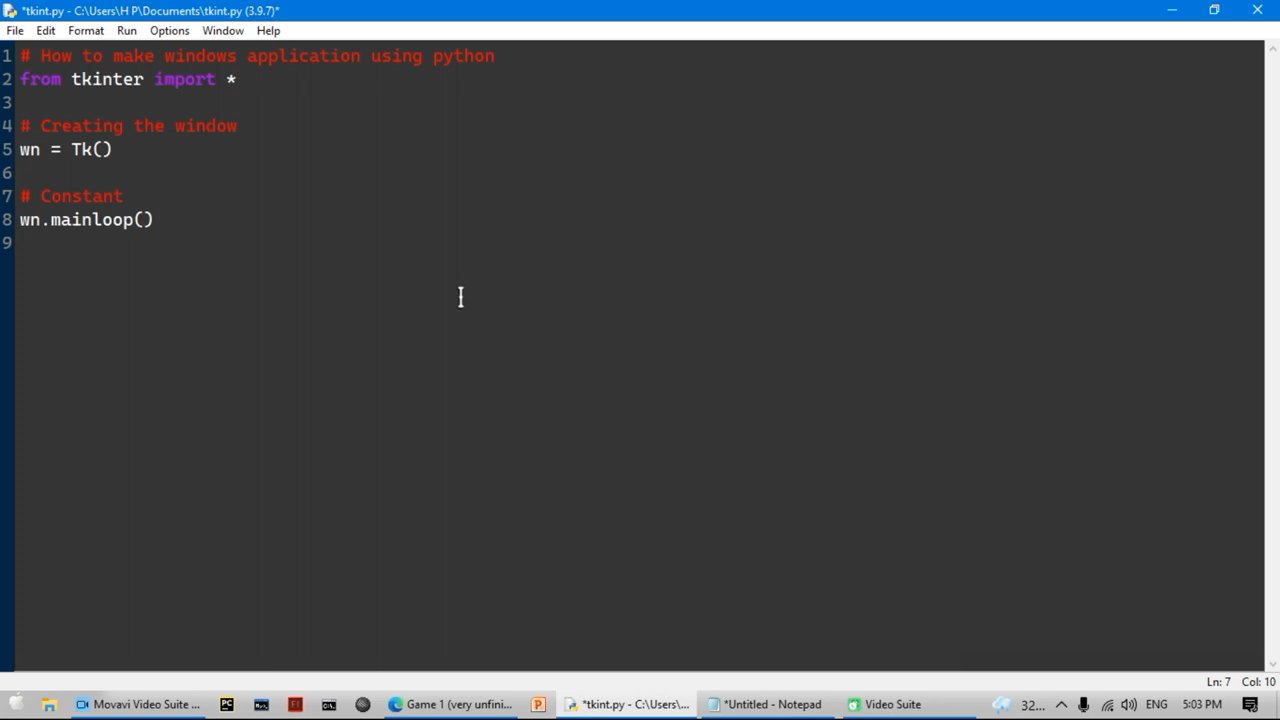 *tkint.py - C:\Users\H P\Documents\tkint.py (3.9.7)*
File Edit Format Run Options Window Help
1 # How to make windows application using python
2 from tkinter import *
3
4 # Creating the window
5 wn = Tk()
6
7 # Constant
8 wn.mainloop()
9
Ln: 7 Col: 10
Movavi Video Suite ... PC FL C:\ Game 1 (very unfini... P *tkint.py - C:\Users\... *Untitled - Notepad Video Suite 32... ENG 5:03 PM